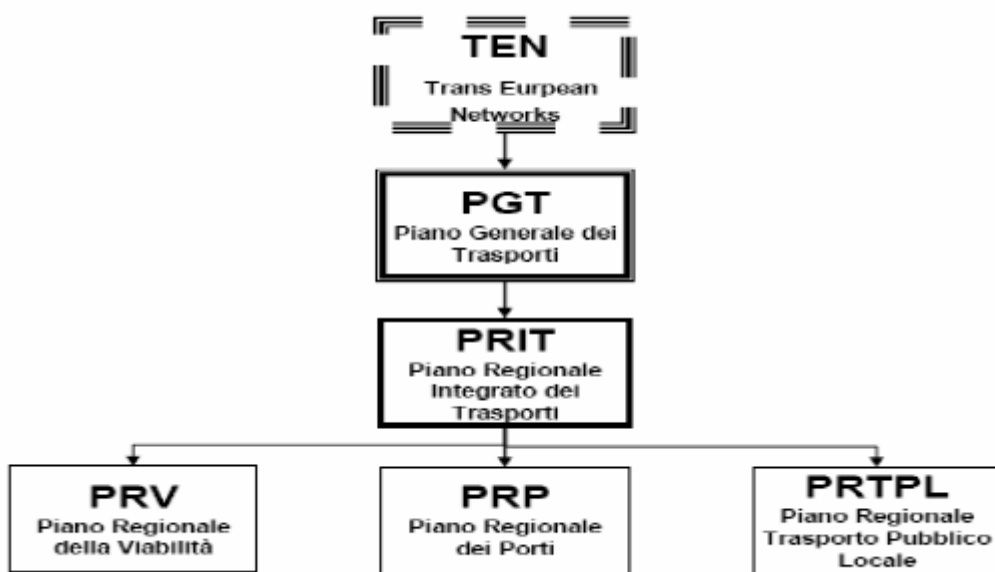 TEN
Trans Eurpean
Networks
PGT
Piano Generale dei
Trasporti
PRIT
Piano Regionale
Integrato dei
Trasporti
PRV
Piano Regionale
della Viabilità
PRP
Piano Regionale
dei Porti
PRTPL
Piano Regionale
Trasporto Pubblico
Locale